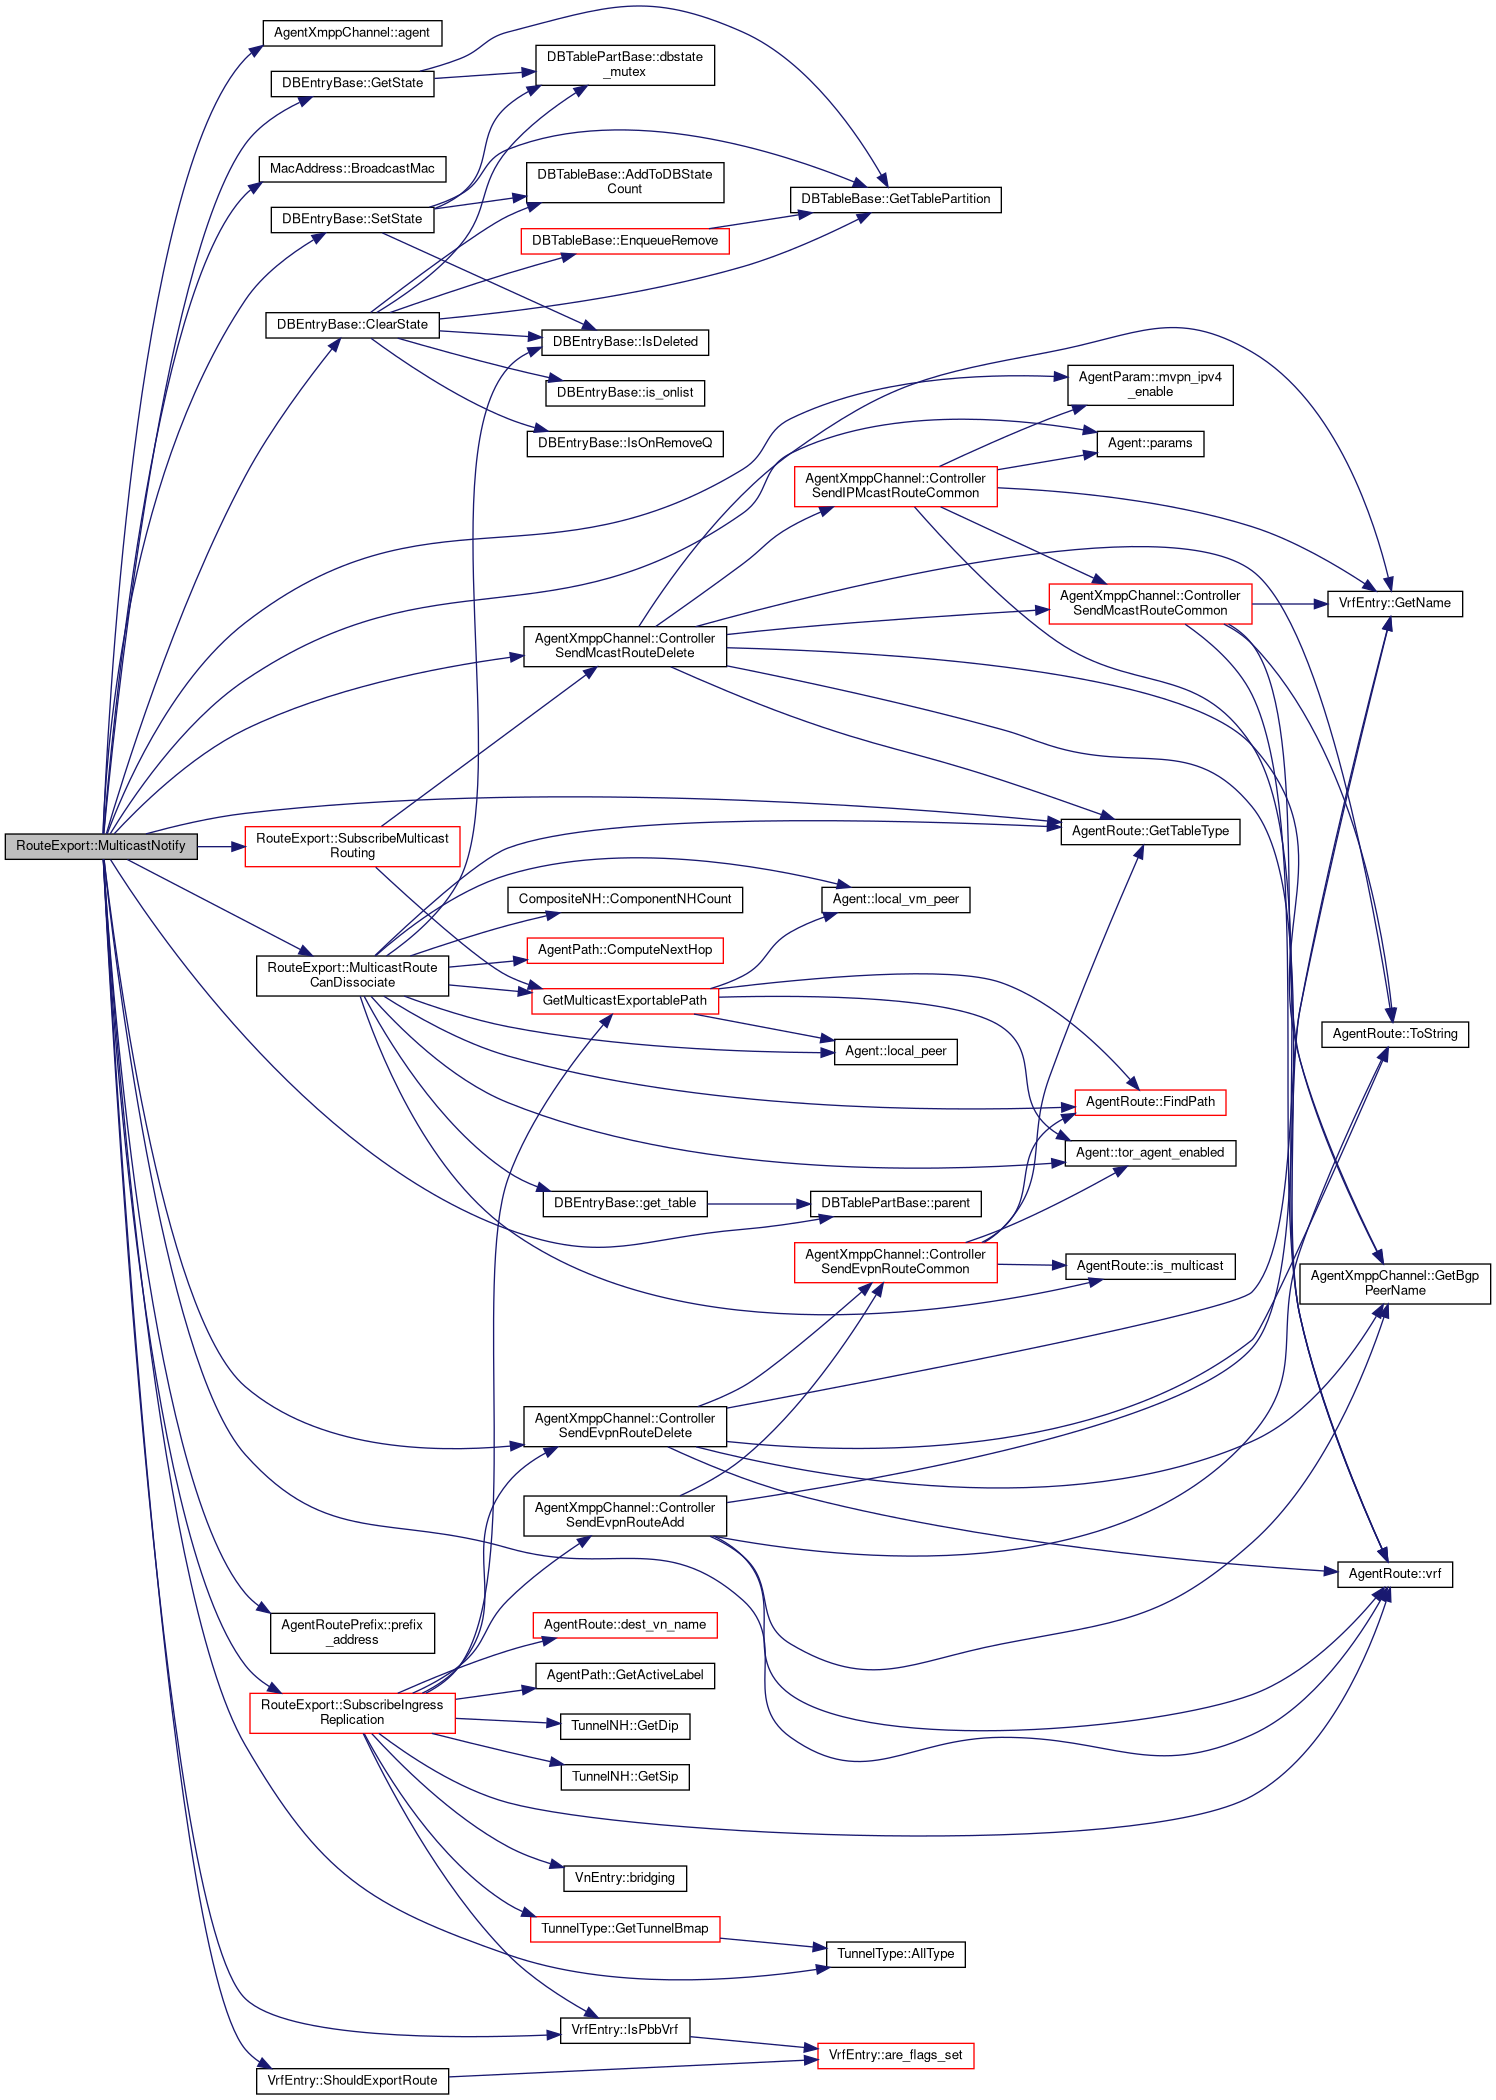 AgentXmppChannel::agent
DBEntryBase::GetState
DBTablePartBase::dbstate
_mutex
MacAddress::BroadcastMac
DBTableBase::AddToDBState
Count
DBTableBase::GetTablePartition
DBEntryBase::SetState
DBTableBase::EnqueueRemove
DBEntryBase::ClearState
DBEntryBase::IsDeleted
DBEntryBase::is_onlist
DBEntryBase::IsOnRemoveQ
AgentParam::mvpn_ipv4
_enable
Agent::params
AgentXmppChannel::Controller
SendIPMcastRouteCommon
AgentXmppChannel::Controller
SendMcastRouteCommon
VrfEntry::GetName
AgentXmppChannel::Controller
SendMcastRouteDelete
RouteExport::MulticastNotify
RouteExport::SubscribeMulticast
Routing
AgentRoute::GetTableType
CompositeNH::ComponentNHCount
Agent::local_vm_peer
AgentPath::ComputeNextHop
RouteExport::MulticastRoute
CanDissociate
GetMulticastExportablePath
Agent::local_peer
AgentRoute::ToString
AgentRoute::FindPath
Agent::tor_agent_enabled
DBEntryBase::get_table
DBTablePartBase::parent
AgentXmppChannel::Controller
SendEvpnRouteCommon
AgentRoute::is_multicast
AgentXmppChannel::GetBgp
PeerName
AgentXmppChannel::Controller
SendEvpnRouteDelete
AgentXmppChannel::Controller
SendEvpnRouteAdd
AgentRoute::vrf
AgentRoutePrefix::prefix
_address
AgentRoute::dest_vn_name
AgentPath::GetActiveLabel
RouteExport::SubscribeIngress
Replication
TunnelNH::GetDip
TunnelNH::GetSip
VnEntry::bridging
TunnelType::GetTunnelBmap
TunnelType::AllType
VrfEntry::IsPbbVrf
VrfEntry::are_flags_set
VrfEntry::ShouldExportRoute